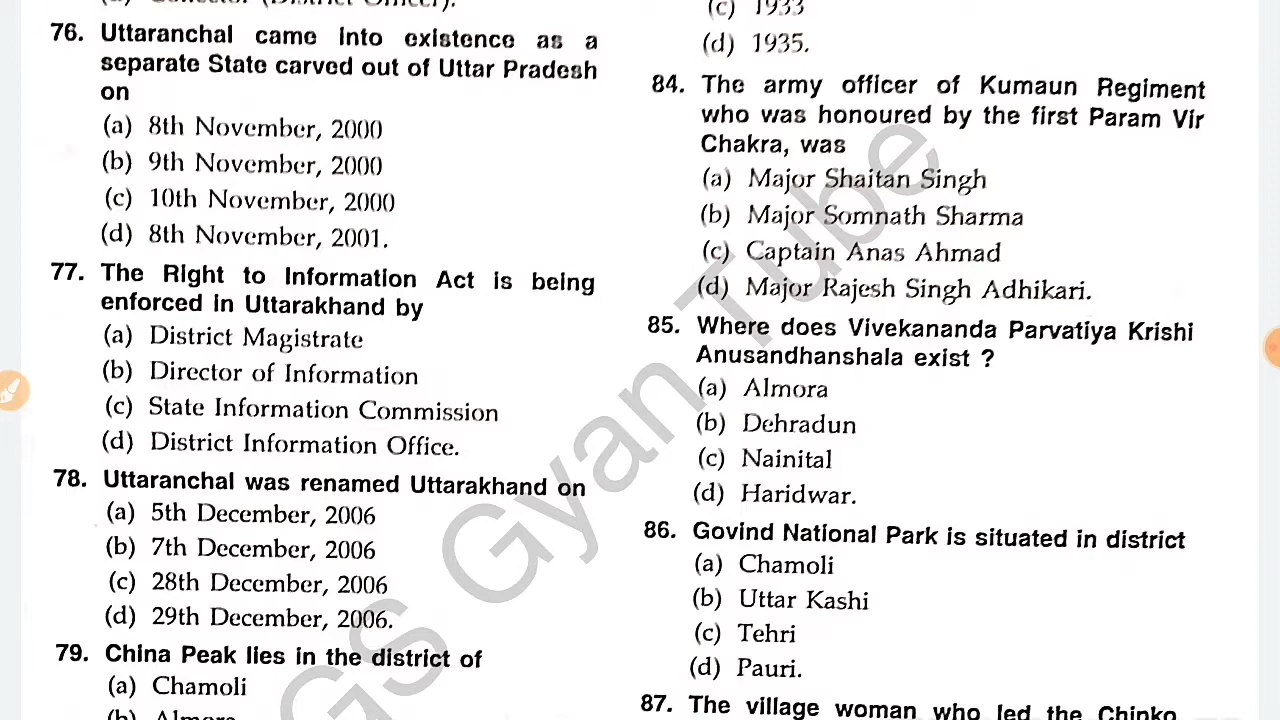 76. Uttaranchal came into existence as a
separate State carved out of Uttar Pradesh
on
(a) 8th November, 2000
(b) 9th November, 2000
(c) 10th November, 2000
(d) 8th November, 2001.
77. The Right to Information Act is being
enforced in Uttarakhand by
(a) District Magistrate
(b) Director of Information
(c) State Information Commission
(d) District Information Office.
78. Uttaranchal was renamed Uttarakhand on
(a) 5th December, 2006
(b) 7th December, 2006
(c) 28th December, 2006
(d) 29th December, 2006.
79. China Peak lies in the district of
(a) Chamoli
(b) Almora
(c) 1933
(d) 1935.
84. The army officer of Kumaun Regiment
who was honoured by the first Param Vir
Chakra, was
(a) Major Shaitan Singh
(b) Major Somnath Sharma
(c) Captain Anas Ahmad
(d) Major Rajesh Singh Adhikari.
85. Where does Vivekananda Parvatiya Krishi
Anusandhanshala exist ?
(a) Almora
(b) Dehradun
(c) Nainital
(d) Haridwar.
86. Govind National Park is situated in district
(a) Chamoli
(b) Uttar Kashi
(c) Tehri
(d) Pauri.
87. The village woman who led the Chipko
GS Gyan Tube